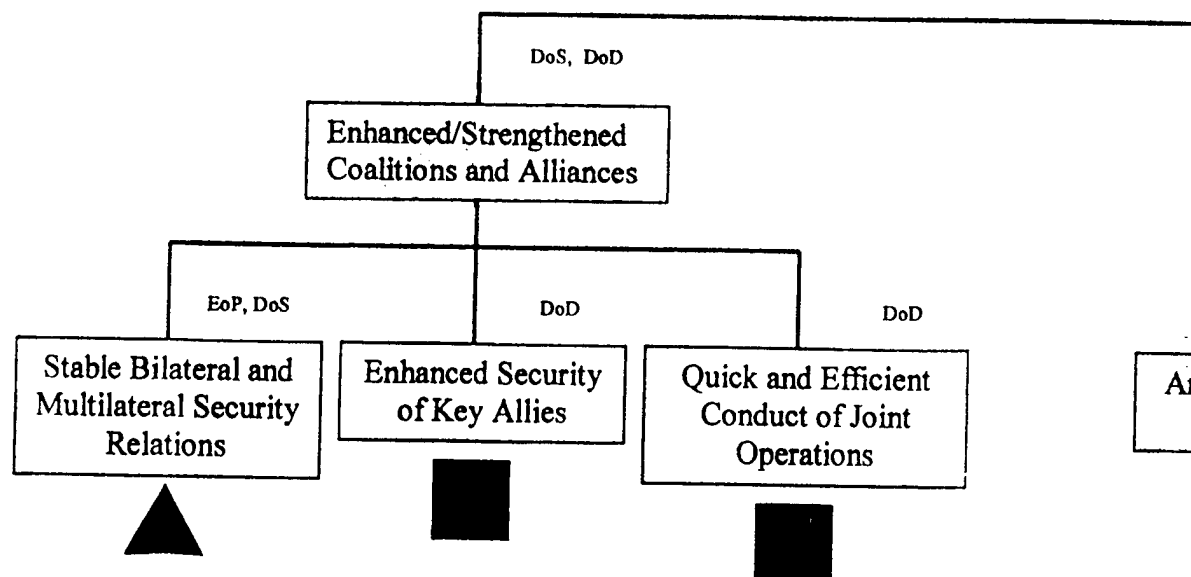 DoS, DoD
Enhanced/Strengthened
Coalitions and Alliances
EoP, DoS
DoD
DoD
Stable Bilateral and
Multilateral Security
Relations
Enhanced Security
of Key Allies
Quick and Efficient
Conduct of Joint
Operations